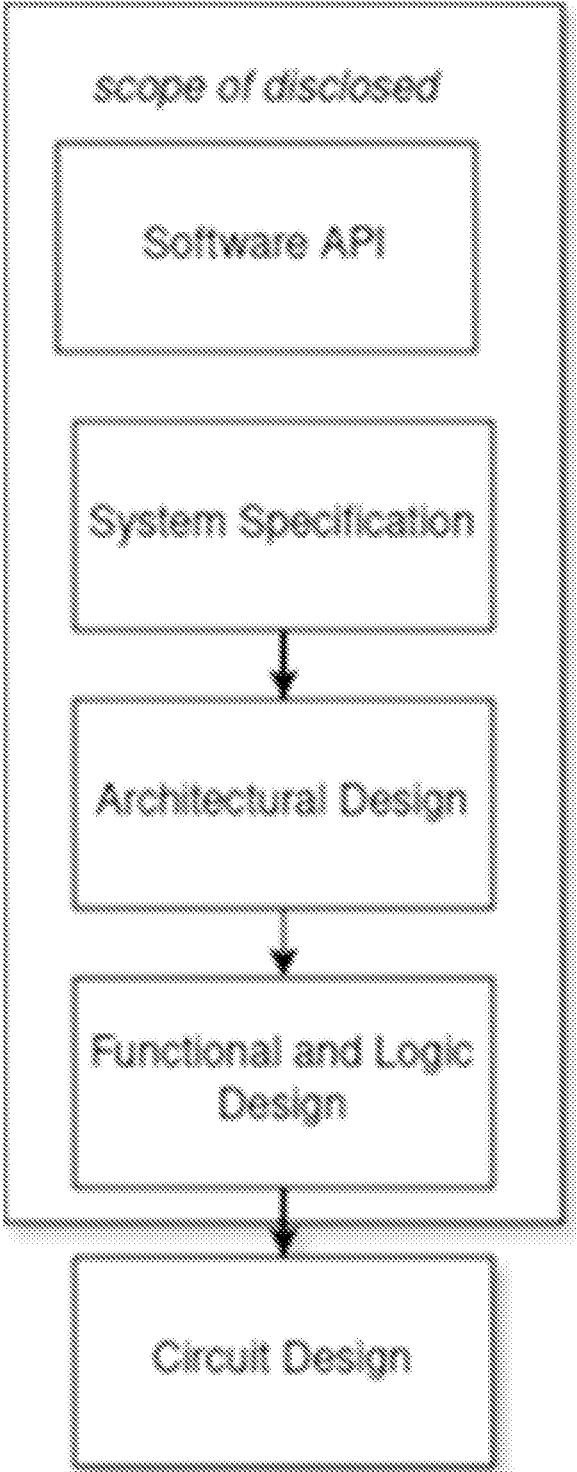 scope of disclosed
Software API
System Specification
Architectural Design
Functional and Logic
Design
Circuit Design